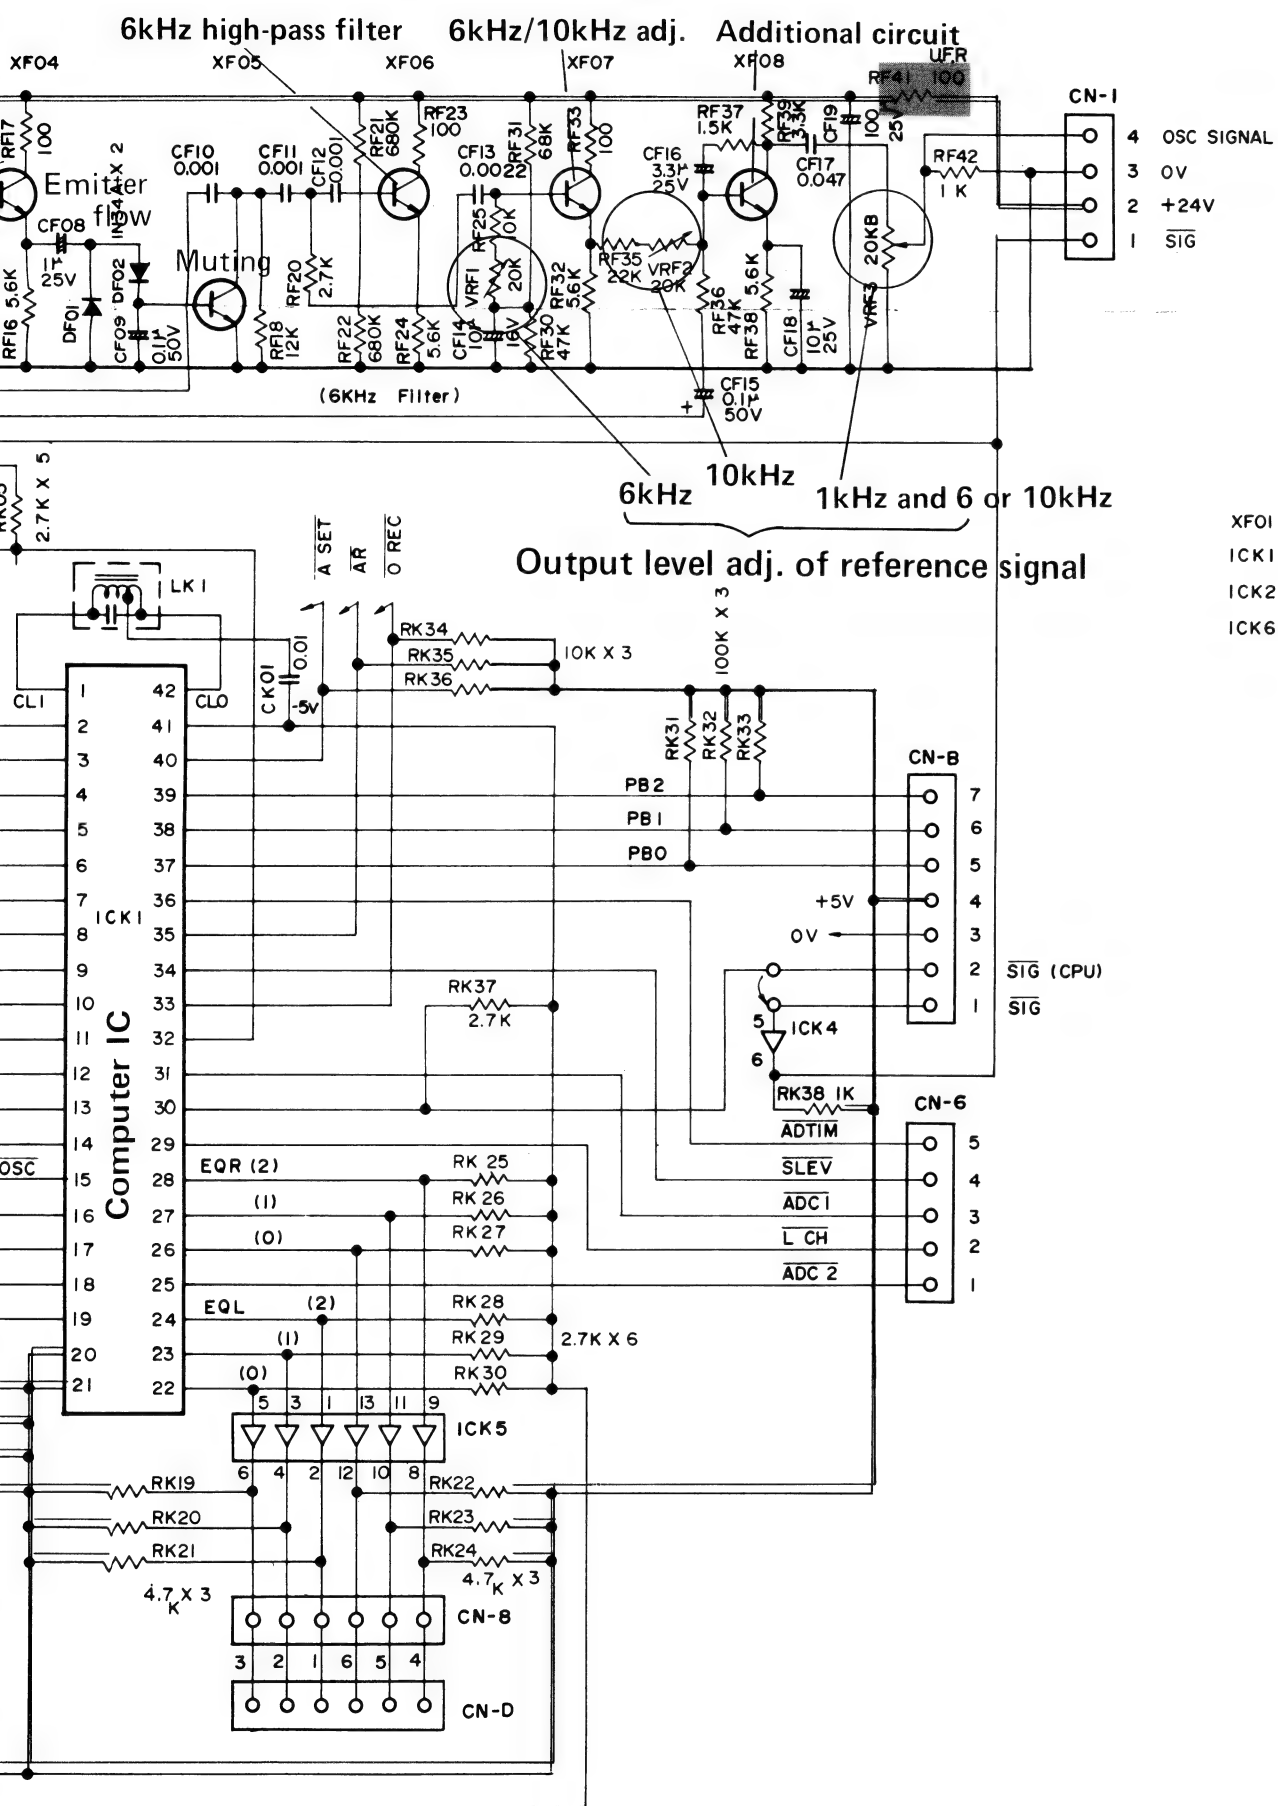 6kHz high-pass filter 6kHz/10kHz adj. Additional circuit
XF04 XF05 XF06 XF07 XF08
U.F.R
RF41 100
CN-1
RF17 100
CF10 0.001
CF11 0.001
CF12 0.001
RF21 680K
RF23 100
CF13 0.0022
RF31 68K
RF33 100
RF37 1.5K
RF39 3.3K
CF17 0.047
CF19 100 25V
CF16 3.3μ 25V
RF42 1K
4 OSC SIGNAL
3 0V
2 +24V
1 SIG
Emitter flow
IN34A X 2
CF08 1μ 25V
Muting
RF16 5.6K
DF01
DF02
CF09 0.1μ 50V
RF18 12K
RF20 2.7K
RF22 680K
RF24 5.6K
RF25 10K
VRF1 20K
CF14 10μ 16V
RF30 47K
RF32 5.6K
RF35 22K
VRF2 20K
RF36 47K
RF38 5.6K
CF18 10μ 25V
VRF3 20KB
(6KHz Filter)
+
CF15 0.1μ 50V
6kHz 10kHz 1kHz and 6 or 10kHz
Output level adj. of reference signal
XF01
ICK1
ICK2
ICK6
2.7K X 5
LK1
A SET
AR
O REC
RK34
RK35
RK36
10K X 3
100K X 3
CL1 CLO
CK01 0.01
-5V
RK31
RK32
RK33
ICK1
Computer IC
1 42
2 41
3 40
4 39
5 38
6 37
7 36
8 35
9 34
10 33
11 32
12 31
13 30
14 29
15 28
16 27
17 26
18 25
19 24
20 23
21 22
OSC
CN-B
PB2 7
PB1 6
PB0 5
+5V 4
0V 3
2 SIG (CPU)
1 SIG
RK37
2.7K
5 ICK4
6
RK38 1K
CN-6
ADTIM 5
SLEV 4
ADC1 3
L CH 2
ADC 2 1
EQR (2) RK 25
(1) RK 26
(0) RK27
EQL (2) RK28
(1) RK29
2.7K X 6
(0) RK30
5 3 1 13 11 9
ICK5
6 4 2 12 10 8
RK19 RK22
RK20 RK23
RK21 RK24
4.7K X 3 4.7K X 3
CN-8
3 2 1 6 5 4
CN-D